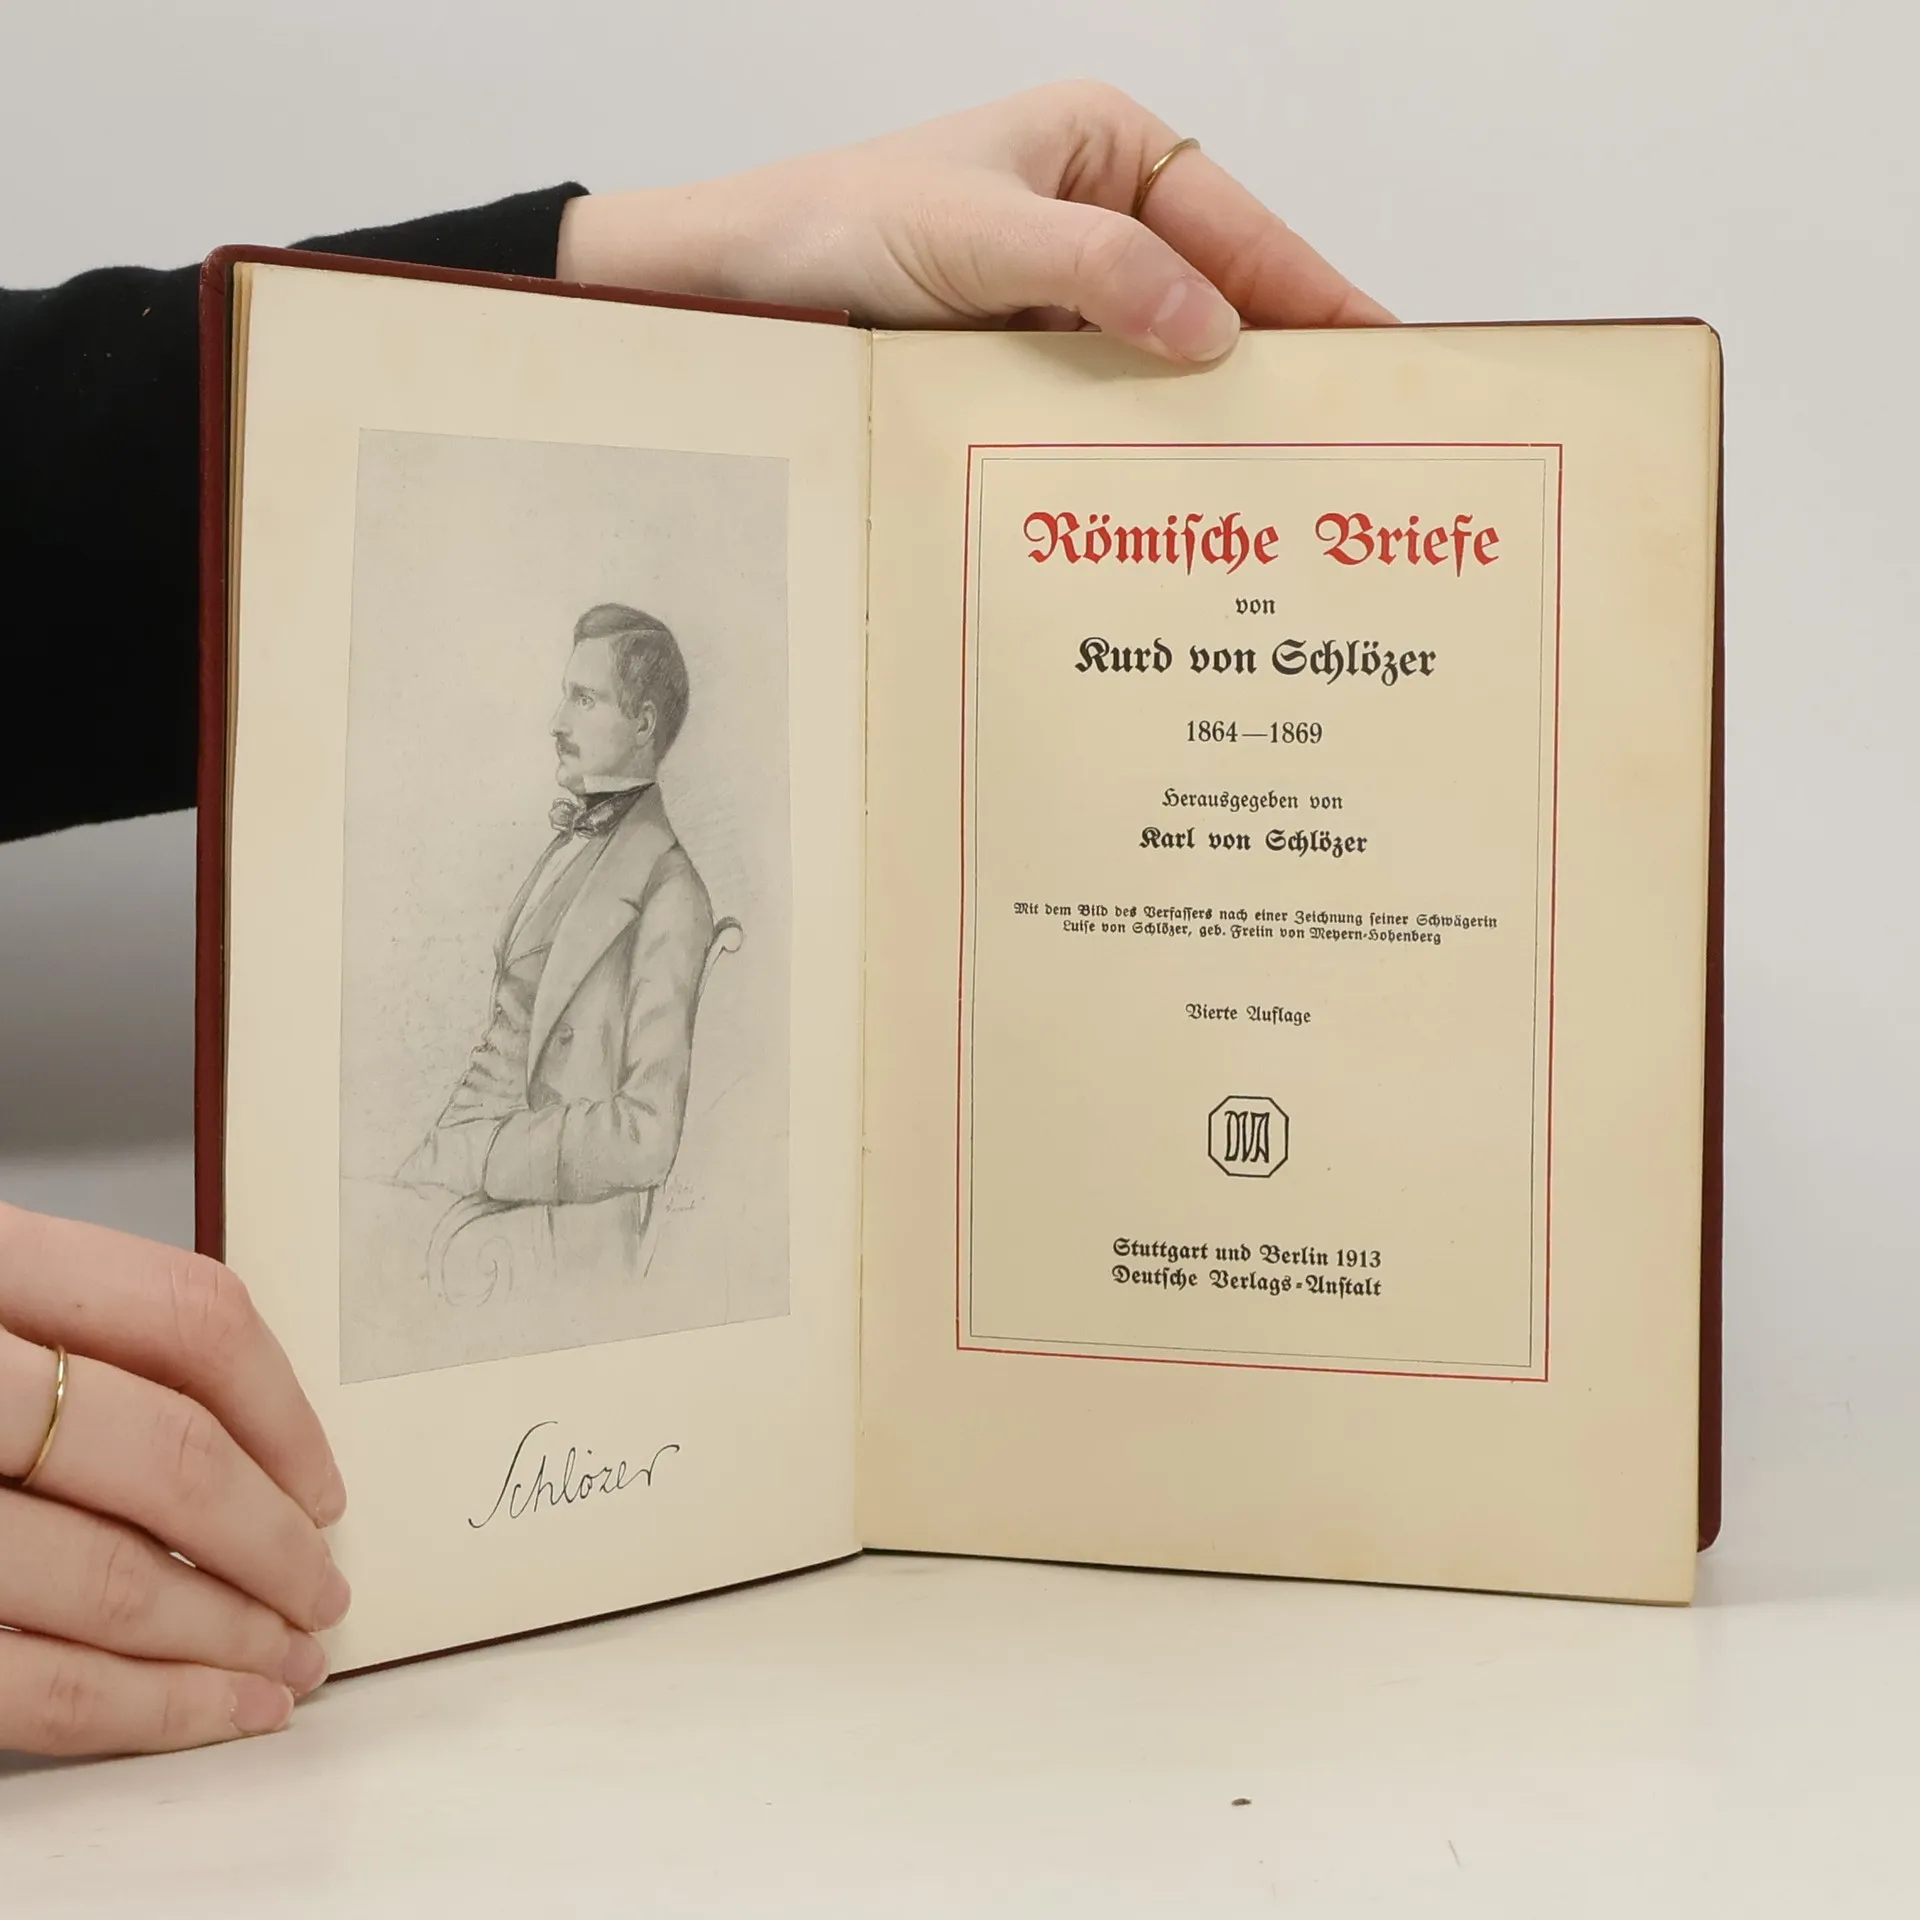 Schlözer
Römiſche Briefe
von
Kurd von Schlözer
1864—1869
Herausgegeben von
Karl von Schlözer
Mit dem Bild des Verfaſſers nach einer Zeichnung ſeiner Schwägerin
Luiſe von Schlözer, geb. Freiin von Meyern-Hohenberg
Vierte Auflage
DVA
Stuttgart und Berlin 1913
Deutſche Verlags-Anſtalt